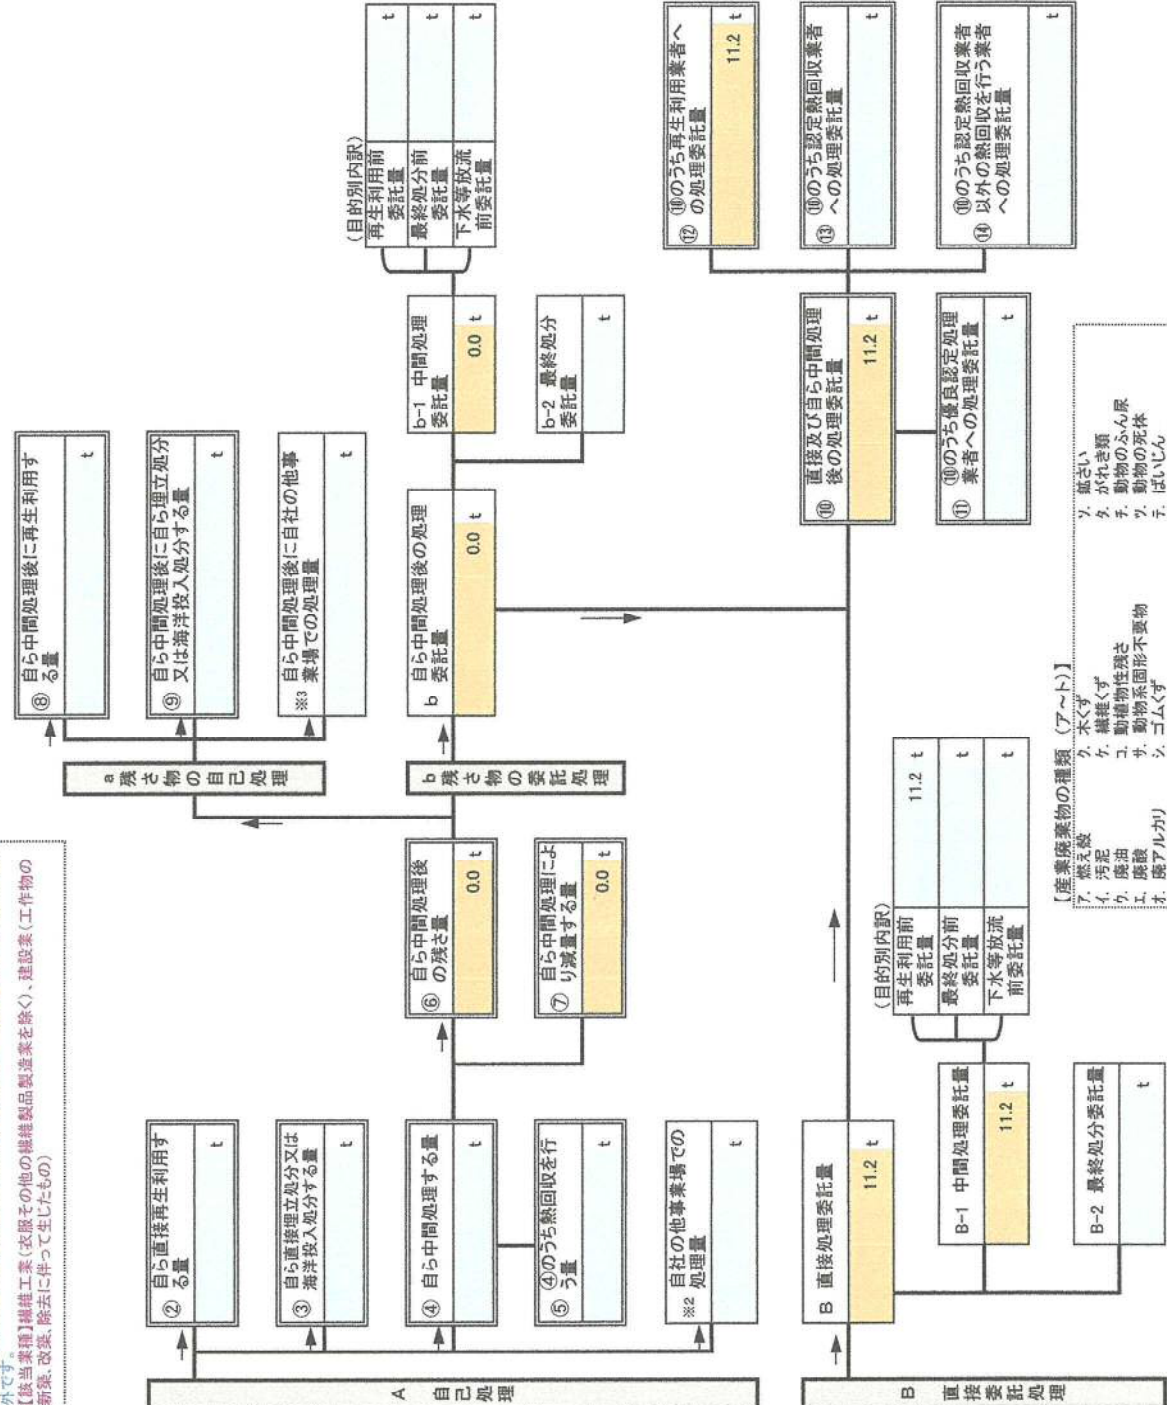 外です。
【該当業種】繊維工業(衣服その他の繊維製品製造業を除く)、建設業(工作物の
新築、改築、除去に伴って生じたもの)
A 自己処理
② 自ら直接再生利用す
る量
t
③ 自ら直接埋立処分又は
海洋投入処分する量
t
④ 自ら中間処理する量
t
⑤ ④のうち熱回収を行
う量
t
※2 自社の他事業場での
処理量
t
⑥ 自ら中間処理後
の残さ量
0.0 t
⑦ 自ら中間処理によ
り減量する量
0.0 t
a 残さ物の自己処理
⑧ 自ら中間処理後に再生利用す
る量
t
⑨ 自ら中間処理後に自ら埋立処分
又は海洋投入処分する量
t
※3 自ら中間処理後に自社の他事
業場での処理量
t
b 残さ物の委託処理
b 自ら中間処理後の処理
委託量
0.0 t
b-1 中間処理
委託量
0.0 t
b-2 最終処分
委託量
t
(目的別内訳)
再生利用前
委託量
t
最終処分前
委託量
t
下水等放流
前委託量
t
B 直接委託処理
B 直接処理委託量
11.2 t
B-1 中間処理委託量
11.2 t
B-2 最終処分委託量
t
(目的別内訳)
再生利用前
委託量
11.2 t
最終処分前
委託量
t
下水等放流
前委託量
t
⑩ 直接及び自ら中間処理
後の処理委託量
11.2 t
⑪ ⑩のうち優良認定処理
業者への処理委託量
t
⑫ ⑩のうち再生利用業者へ
の処理委託量
11.2 t
⑬ ⑩のうち認定熱回収業者
への処理委託量
t
⑭ ⑩のうち認定熱回収業者
以外の熱回収を行う業者
への処理委託量
t
【産業廃棄物の種類 (ア~ト)】
ア. 燃え殻
イ. 汚泥
ウ. 廃油
エ. 廃酸
オ. 廃アルカリ
ク. 木くず
ケ. 繊維くず
コ. 動植物性残さ
サ. 動物系固形不要物
シ. ゴムくず
ソ. 鉱さい
タ. がれき類
チ. 動物のふん尿
ツ. 動物の死体
テ. ばいじん